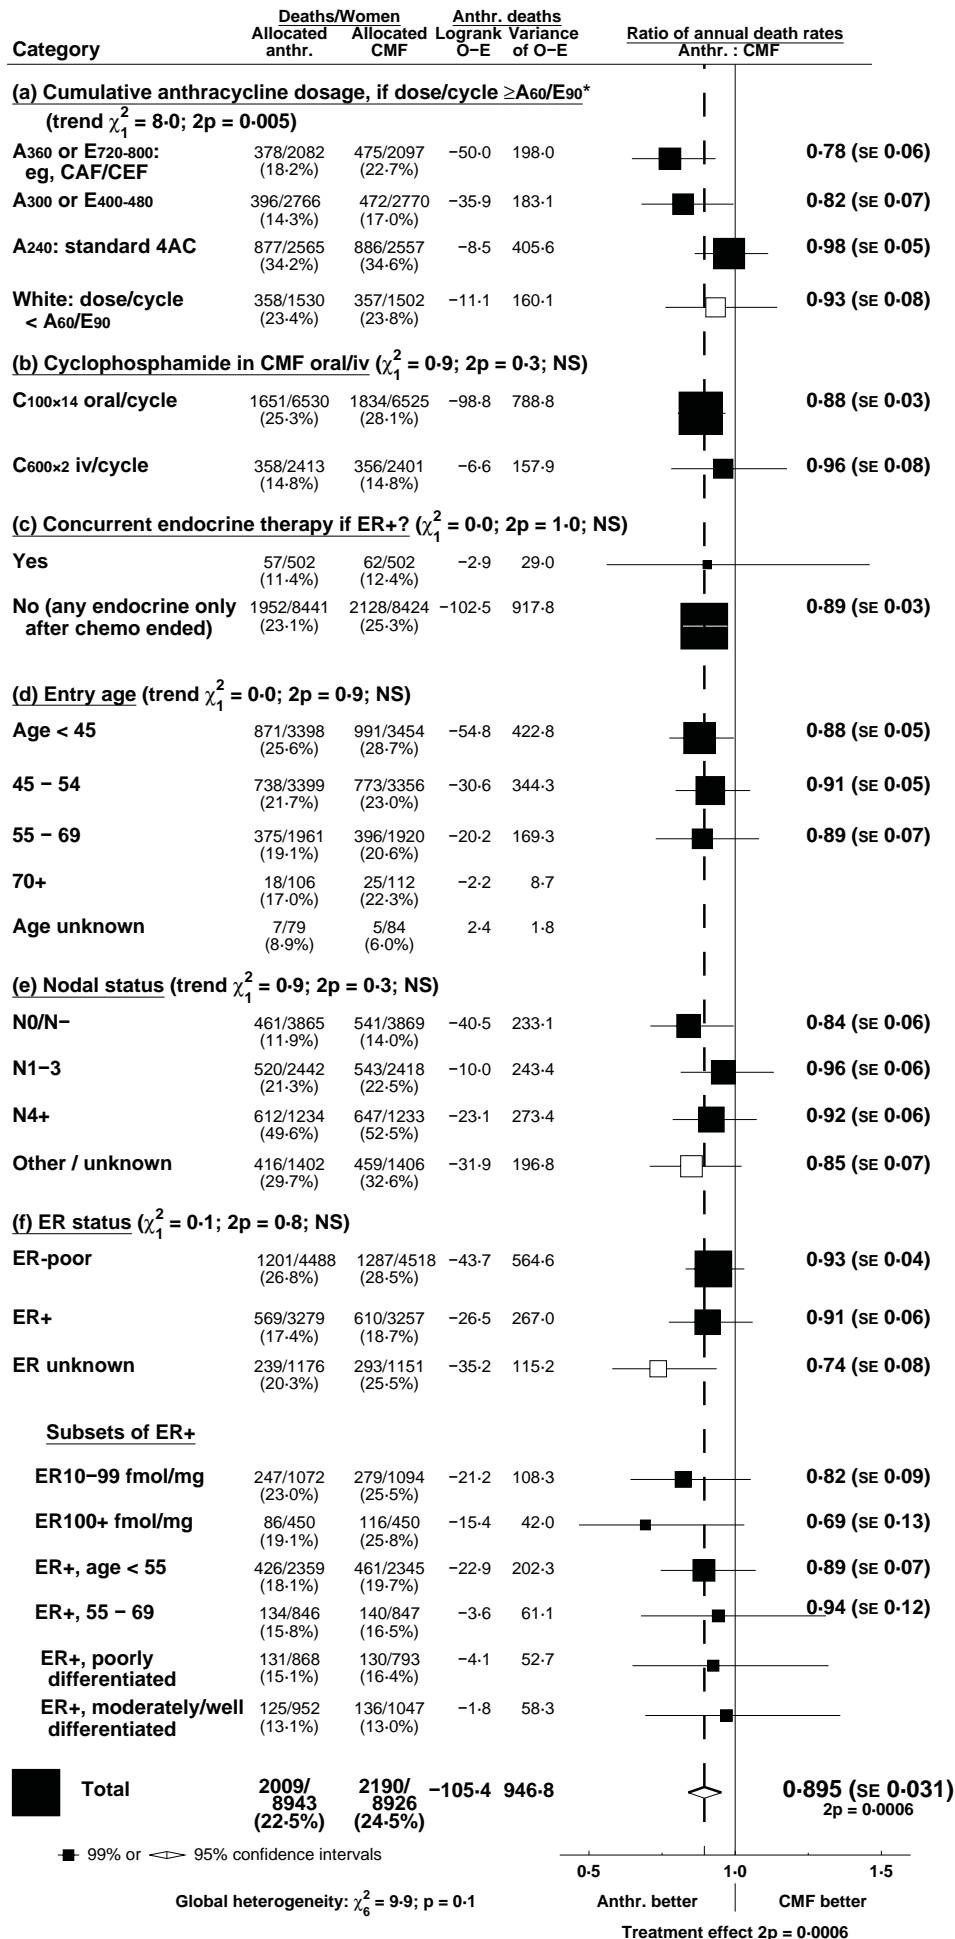 Deaths/Women Anthr. deaths
Allocated Allocated Logrank Variance Ratio of annual death rates
Category anthr. CMF O−E of O−E Anthr. : CMF
(a) Cumulative anthracycline dosage, if dose/cycle ≥A60/E90*
(trend χ²₁ = 8·0; 2p = 0·005)
A360 or E720-800: 378/2082 475/2097 −50·0 198·0 0·78 (SE 0·06)
eg, CAF/CEF (18·2%) (22·7%)
A300 or E400-480 396/2766 472/2770 −35·9 183·1 0·82 (SE 0·07)
(14·3%) (17·0%)
A240: standard 4AC 877/2565 886/2557 −8·5 405·6 0·98 (SE 0·05)
(34·2%) (34·6%)
White: dose/cycle 358/1530 357/1502 −11·1 160·1 0·93 (SE 0·08)
< A60/E90 (23·4%) (23·8%)
(b) Cyclophosphamide in CMF oral/iv (χ²₁ = 0·9; 2p = 0·3; NS)
C100×14 oral/cycle 1651/6530 1834/6525 −98·8 788·8 0·88 (SE 0·03)
(25·3%) (28·1%)
C600×2 iv/cycle 358/2413 356/2401 −6·6 157·9 0·96 (SE 0·08)
(14·8%) (14·8%)
(c) Concurrent endocrine therapy if ER+? (χ²₁ = 0·0; 2p = 1·0; NS)
Yes 57/502 62/502 −2·9 29·0
(11·4%) (12·4%)
No (any endocrine only 1952/8441 2128/8424 −102·5 917·8 0·89 (SE 0·03)
after chemo ended) (23·1%) (25·3%)
(d) Entry age (trend χ²₁ = 0·0; 2p = 0·9; NS)
Age < 45 871/3398 991/3454 −54·8 422·8 0·88 (SE 0·05)
(25·6%) (28·7%)
45 − 54 738/3399 773/3356 −30·6 344·3 0·91 (SE 0·05)
(21·7%) (23·0%)
55 − 69 375/1961 396/1920 −20·2 169·3 0·89 (SE 0·07)
(19·1%) (20·6%)
70+ 18/106 25/112 −2·2 8·7
(17·0%) (22·3%)
Age unknown 7/79 5/84 2·4 1·8
(8·9%) (6·0%)
(e) Nodal status (trend χ²₁ = 0·9; 2p = 0·3; NS)
N0/N− 461/3865 541/3869 −40·5 233·1 0·84 (SE 0·06)
(11·9%) (14·0%)
N1−3 520/2442 543/2418 −10·0 243·4 0·96 (SE 0·06)
(21·3%) (22·5%)
N4+ 612/1234 647/1233 −23·1 273·4 0·92 (SE 0·06)
(49·6%) (52·5%)
Other / unknown 416/1402 459/1406 −31·9 196·8 0·85 (SE 0·07)
(29·7%) (32·6%)
(f) ER status (χ²₁ = 0·1; 2p = 0·8; NS)
ER-poor 1201/4488 1287/4518 −43·7 564·6 0·93 (SE 0·04)
(26·8%) (28·5%)
ER+ 569/3279 610/3257 −26·5 267·0 0·91 (SE 0·06)
(17·4%) (18·7%)
ER unknown 239/1176 293/1151 −35·2 115·2 0·74 (SE 0·08)
(20·3%) (25·5%)
Subsets of ER+
ER10−99 fmol/mg 247/1072 279/1094 −21·2 108·3 0·82 (SE 0·09)
(23·0%) (25·5%)
ER100+ fmol/mg 86/450 116/450 −15·4 42·0 0·69 (SE 0·13)
(19·1%) (25·8%)
ER+, age < 55 426/2359 461/2345 −22·9 202·3 0·89 (SE 0·07)
(18·1%) (19·7%)
ER+, 55 − 69 134/846 140/847 −3·6 61·1 0·94 (SE 0·12)
(15·8%) (16·5%)
ER+, poorly 131/868 130/793 −4·1 52·7
differentiated (15·1%) (16·4%)
ER+, moderately/well 125/952 136/1047 −1·8 58·3
differentiated (13·1%) (13·0%)
Total 2009/ 2190/ −105·4 946·8 0·895 (SE 0·031)
8943 8926 2p = 0·0006
(22·5%) (24·5%)
99% or 95% confidence intervals
0·5 1·0 1·5
Global heterogeneity: χ²₆ = 9·9; p = 0·1 Anthr. better CMF better
Treatment effect 2p = 0·0006